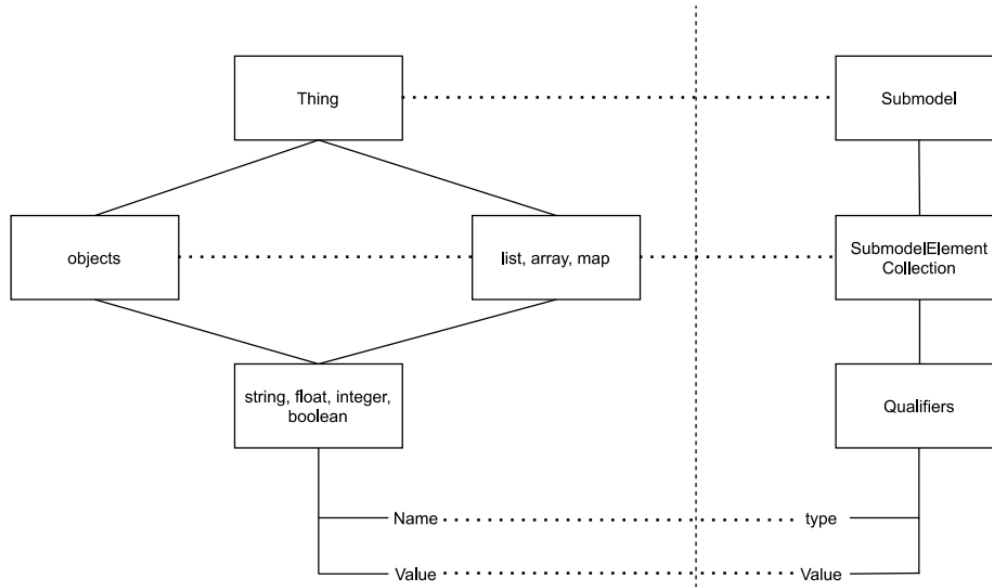 Thing
Submodel
objects
list, array, map
SubmodelElement
Collection
string, float, integer,
boolean
Qualifiers
Name
type
Value
Value